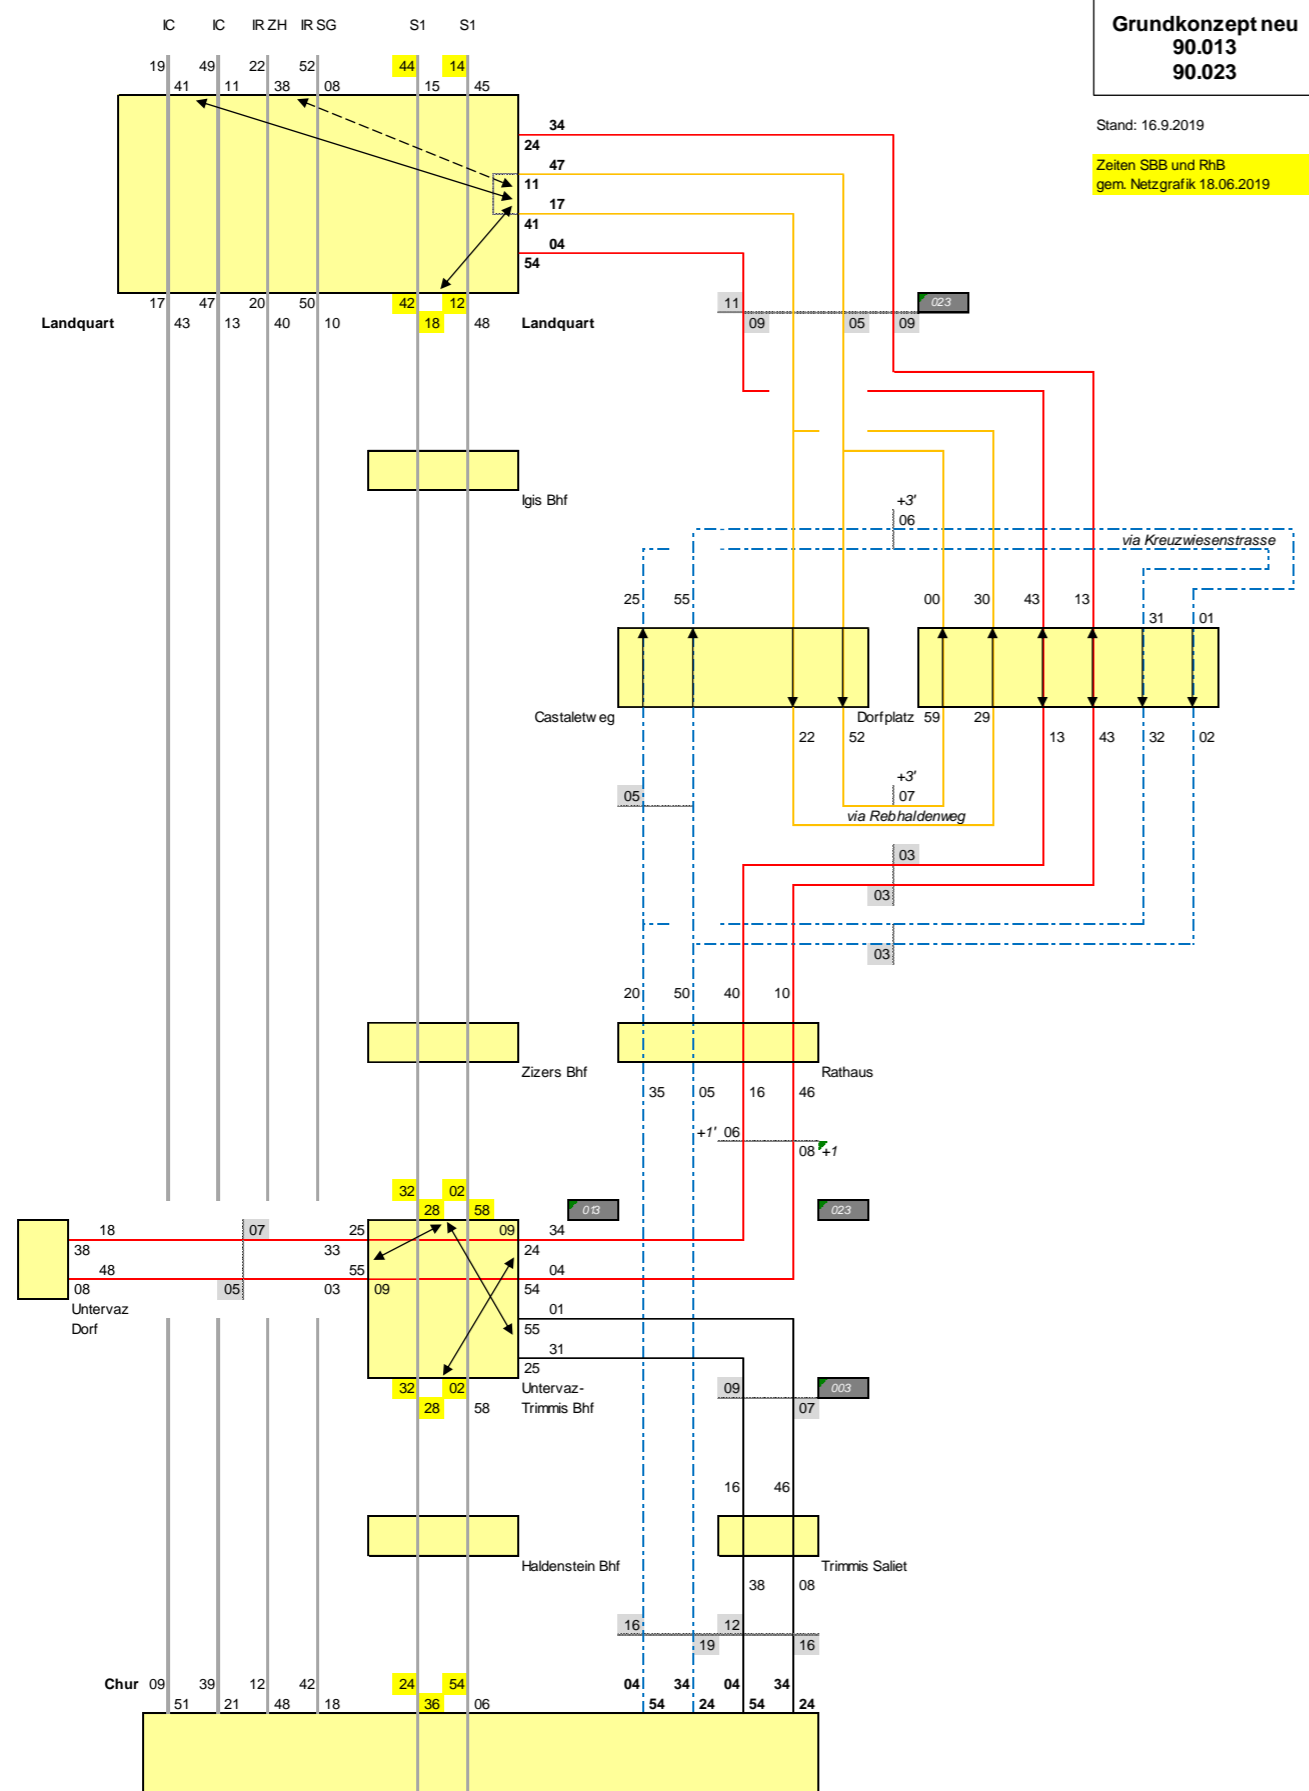 IC IC IR ZH IR SG S1 S1
Grundkonzept neu
90.013
90.023
19 49 22 52 44 14
41 11 38 08 15 45
Stand: 16.9.2019
34
24
Zeiten SBB und RhB
gem. Netzgrafik 18.06.2019
47
11
17
41
04
54
17 47 20 50 42 12 11 023
Landquart 43 13 40 10 18 48 Landquart 09 05 09
Igis Bhf
+3'
06
via Kreuzwiesenstrasse
25 55 00 30 43 13
31 01
Castaletweg Dorfplatz 59 29
22 52 13 43 32 02
+3'
05 07
via Rebhaldenweg
03
03
03
20 50 40 10
Zizers Bhf Rathaus
35 05 16 46
+1' 06
08 +1
32 02
28 58 013 023
18 07 25 09 34
38 33 24
48 55 04
08 05 03 09 54
Untervaz
Dorf
01
55
31
25
32 02 Untervaz-
Trimmis Bhf
28 58
09 003
07
16 46
Haldenstein Bhf Trimmis Saliet
38 08
16 12
19 16
Chur 09 39 12 42 24 54 04 34 04 34
51 21 48 18 36 06 54 24 54 24